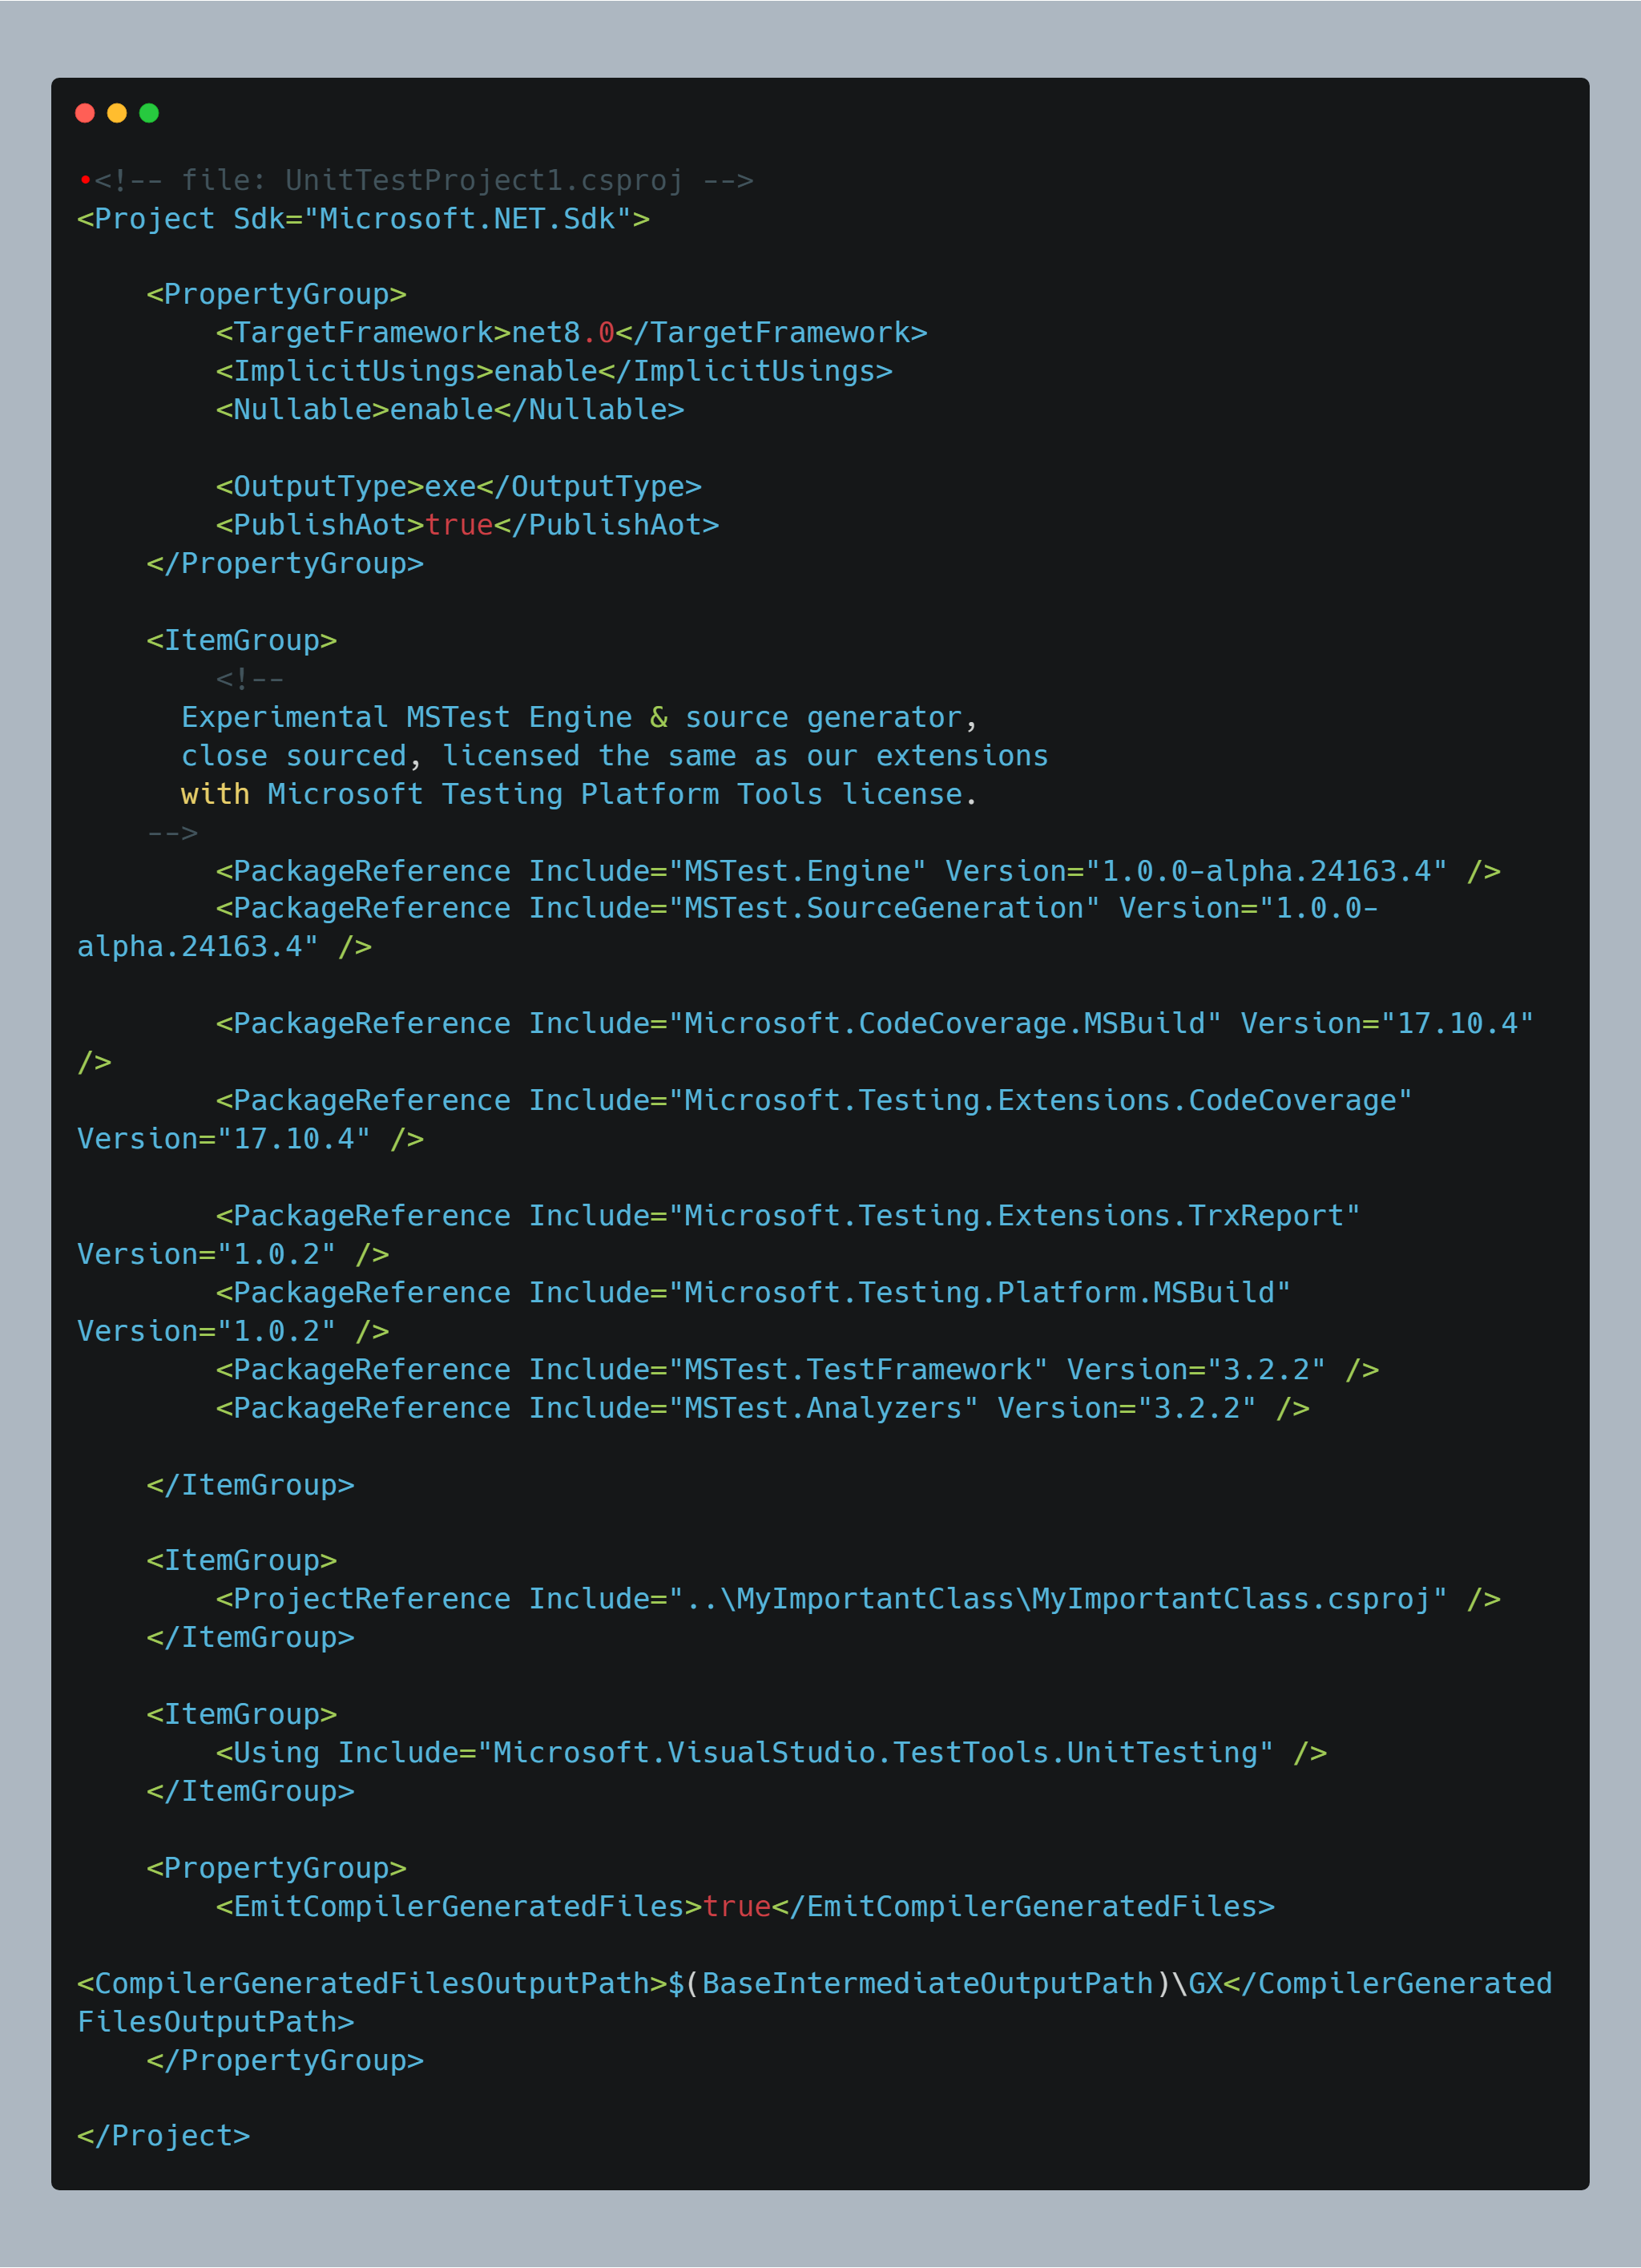 •<!-- file: UnitTestProject1.csproj -->
<Project Sdk="Microsoft.NET.Sdk">

    <PropertyGroup>
        <TargetFramework>net8.0</TargetFramework>
        <ImplicitUsings>enable</ImplicitUsings>
        <Nullable>enable</Nullable>

        <OutputType>exe</OutputType>
        <PublishAot>true</PublishAot>
    </PropertyGroup>

    <ItemGroup>
        <!--
      Experimental MSTest Engine & source generator,
      close sourced, licensed the same as our extensions
      with Microsoft Testing Platform Tools license.
    -->
        <PackageReference Include="MSTest.Engine" Version="1.0.0-alpha.24163.4" />
        <PackageReference Include="MSTest.SourceGeneration" Version="1.0.0-
alpha.24163.4" />

        <PackageReference Include="Microsoft.CodeCoverage.MSBuild" Version="17.10.4"
/>
        <PackageReference Include="Microsoft.Testing.Extensions.CodeCoverage"
Version="17.10.4" />

        <PackageReference Include="Microsoft.Testing.Extensions.TrxReport"
Version="1.0.2" />
        <PackageReference Include="Microsoft.Testing.Platform.MSBuild"
Version="1.0.2" />
        <PackageReference Include="MSTest.TestFramework" Version="3.2.2" />
        <PackageReference Include="MSTest.Analyzers" Version="3.2.2" />

    </ItemGroup>

    <ItemGroup>
        <ProjectReference Include="..\MyImportantClass\MyImportantClass.csproj" />
    </ItemGroup>

    <ItemGroup>
        <Using Include="Microsoft.VisualStudio.TestTools.UnitTesting" />
    </ItemGroup>

    <PropertyGroup>
        <EmitCompilerGeneratedFiles>true</EmitCompilerGeneratedFiles>

<CompilerGeneratedFilesOutputPath>$(BaseIntermediateOutputPath)\GX</CompilerGenerated
FilesOutputPath>
    </PropertyGroup>

</Project>